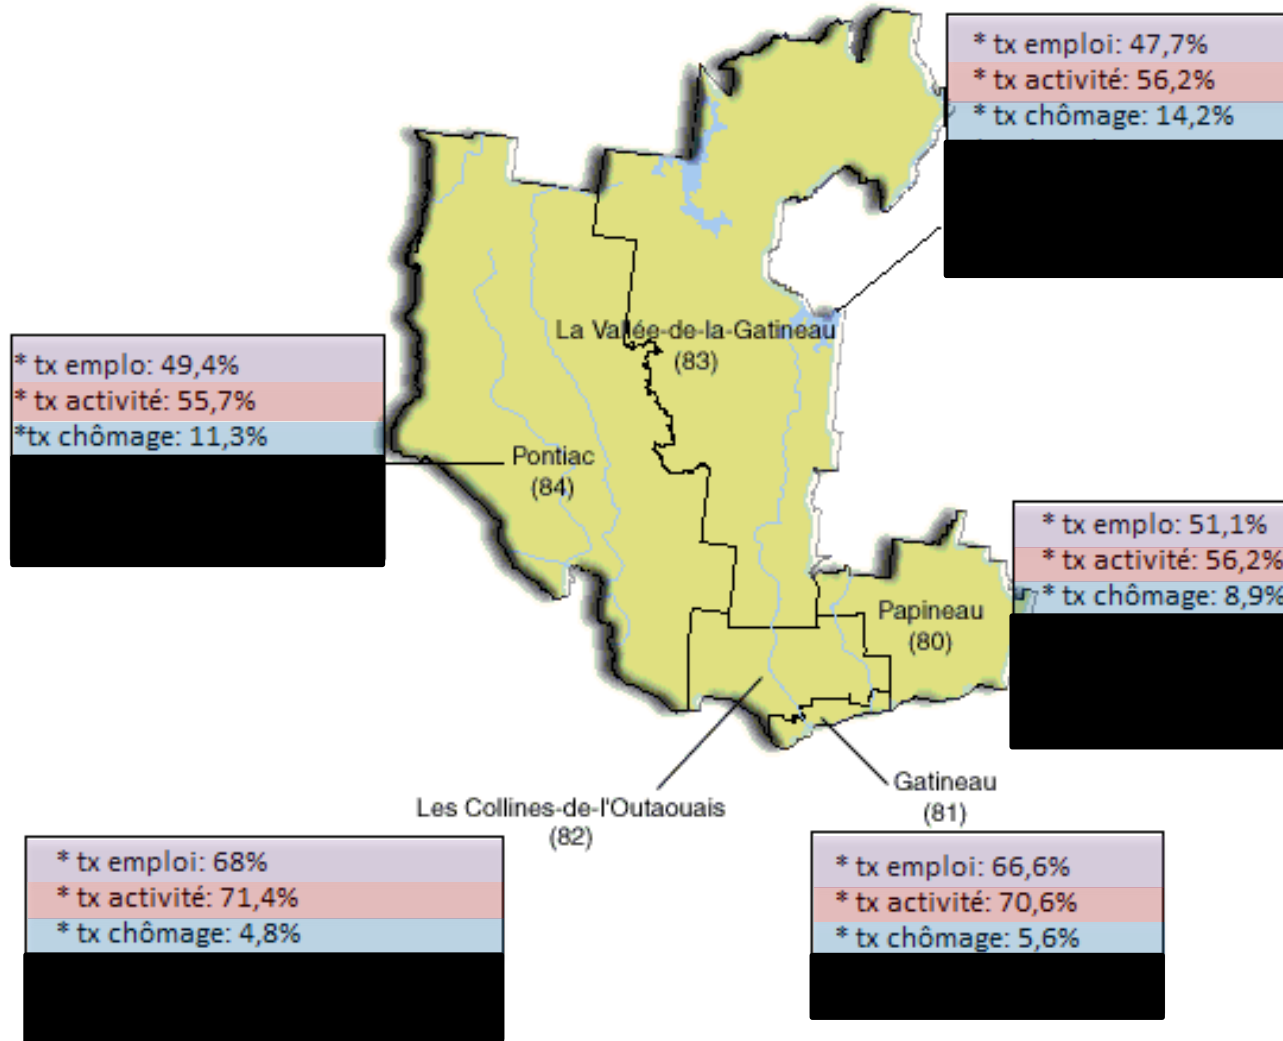 * tx emploi: 47,7%
* tx activité: 56,2%
* tx chômage: 14,2%
La Vallée-de-la-Gatineau
(83)
* tx emplo: 49,4%
* tx activité: 55,7%
*tx chômage: 11,3%
Pontiac
(84)
* tx emplo: 51,1%
* tx activité: 56,2%
* tx chômage: 8,9%
Papineau
(80)
Les Collines-de-l'Outaouais
(82)
Gatineau
(81)
* tx emploi: 68%
* tx activité: 71,4%
* tx chômage: 4,8%
* tx emploi: 66,6%
* tx activité: 70,6%
* tx chômage: 5,6%